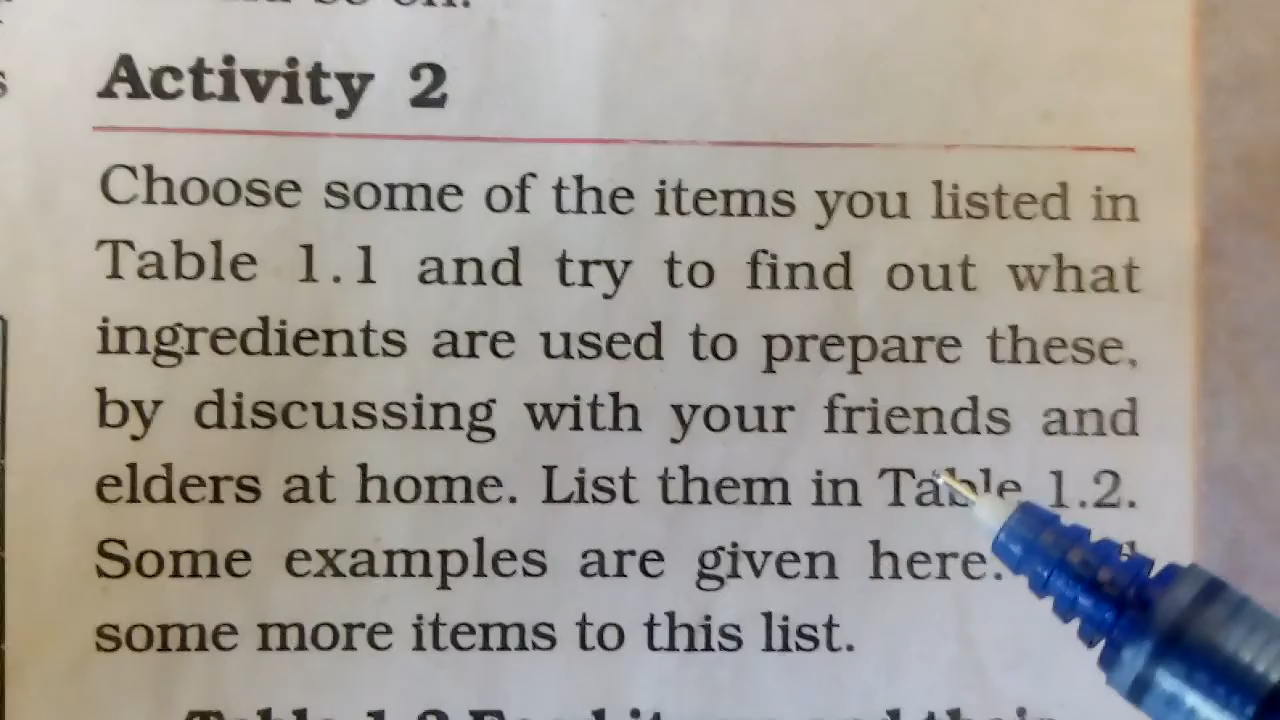 so on.
Activity 2
Choose some of the items you listed in
Table 1.1 and try to find out what
ingredients are used to prepare these,
by discussing with your friends and
elders at home. List them in Table 1.2.
Some examples are given here.
some more items to this list.